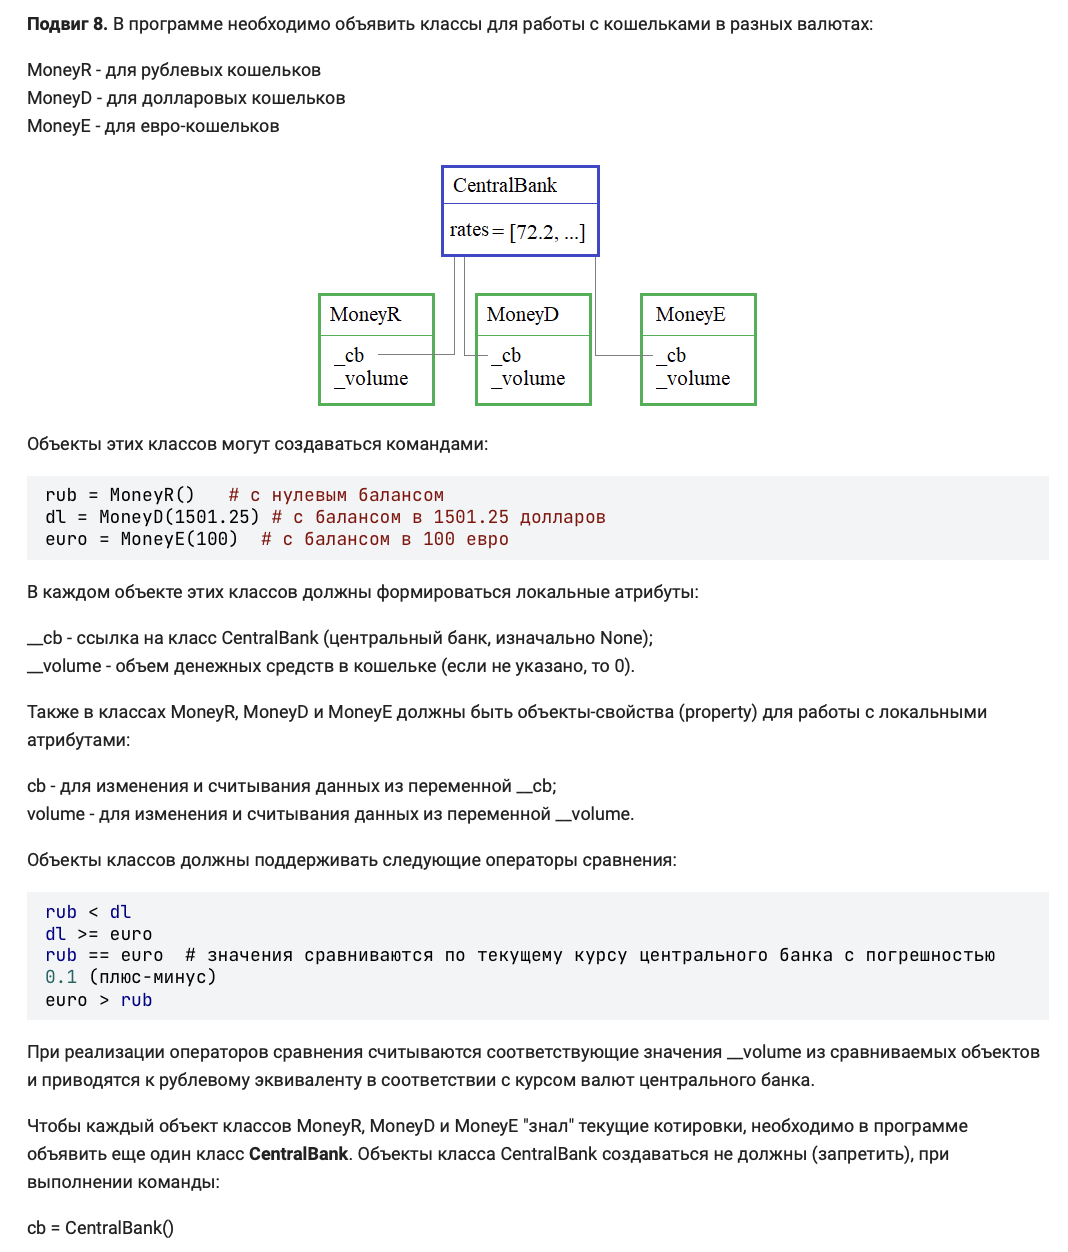 Подвиг 8. В программе необходимо объявить классы для работы с кошельками в разных валютах:
MoneyR - для рублевых кошельков
MoneyD - для долларовых кошельков
MoneyE - для евро-кошельков
CentralBank
rates = [72.2, ...]
MoneyR
_cb
_volume
MoneyD
_cb
_volume
MoneyE
_cb
_volume
Объекты этих классов могут создаваться командами:
rub = MoneyR()   # с нулевым балансом
dl = MoneyD(1501.25) # с балансом в 1501.25 долларов
euro = MoneyE(100)  # с балансом в 100 евро
В каждом объекте этих классов должны формироваться локальные атрибуты:
__cb - ссылка на класс CentralBank (центральный банк, изначально None);
__volume - объем денежных средств в кошельке (если не указано, то 0).
Также в классах MoneyR, MoneyD и MoneyE должны быть объекты-свойства (property) для работы с локальными
атрибутами:
cb - для изменения и считывания данных из переменной __cb;
volume - для изменения и считывания данных из переменной __volume.
Объекты классов должны поддерживать следующие операторы сравнения:
rub < dl
dl >= euro
rub == euro  # значения сравниваются по текущему курсу центрального банка с погрешностью
0.1 (плюс-минус)
euro > rub
При реализации операторов сравнения считываются соответствующие значения __volume из сравниваемых объектов
и приводятся к рублевому эквиваленту в соответствии с курсом валют центрального банка.
Чтобы каждый объект классов MoneyR, MoneyD и MoneyE "знал" текущие котировки, необходимо в программе
объявить еще один класс CentralBank. Объекты класса CentralBank создаваться не должны (запретить), при
выполнении команды:
cb = CentralBank()